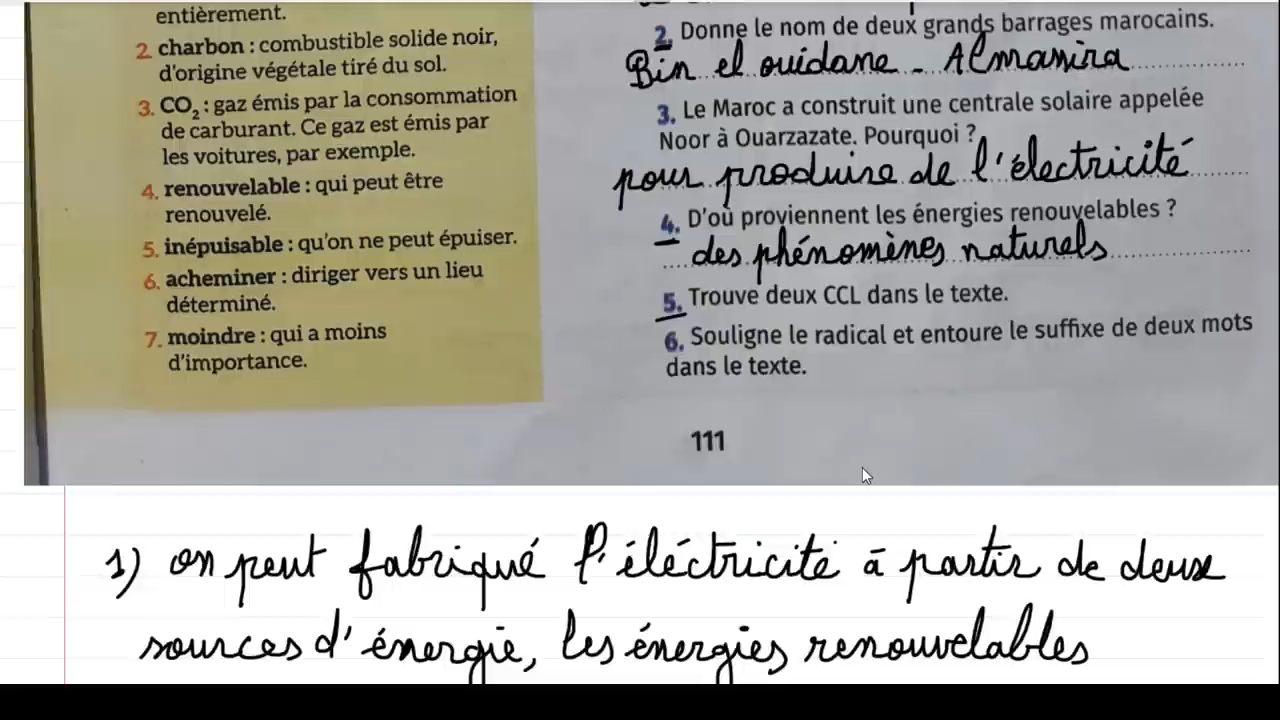 entièrement.
2. charbon : combustible solide noir,
d'origine végétale tiré du sol.
3. CO₂ : gaz émis par la consommation
de carburant. Ce gaz est émis par
les voitures, par exemple.
4. renouvelable : qui peut être
renouvelé.
5. inépuisable : qu'on ne peut épuiser.
6. acheminer : diriger vers un lieu
déterminé.
7. moindre : qui a moins
d'importance.
2. Donne le nom de deux grands barrages marocains.
Bin el ouidane - Almassira
3. Le Maroc a construit une centrale solaire appelée
Noor à Ouarzazate. Pourquoi ?
pour produire de l'électricité
4. D'où proviennent les énergies renouvelables ?
des phénomènes naturels
5. Trouve deux CCL dans le texte.
6. Souligne le radical et entoure le suffixe de deux mots
dans le texte.
111
1) on peut fabriqué l'éléctricité à partir de deux
sources d'énergie, les énergies renouvelables